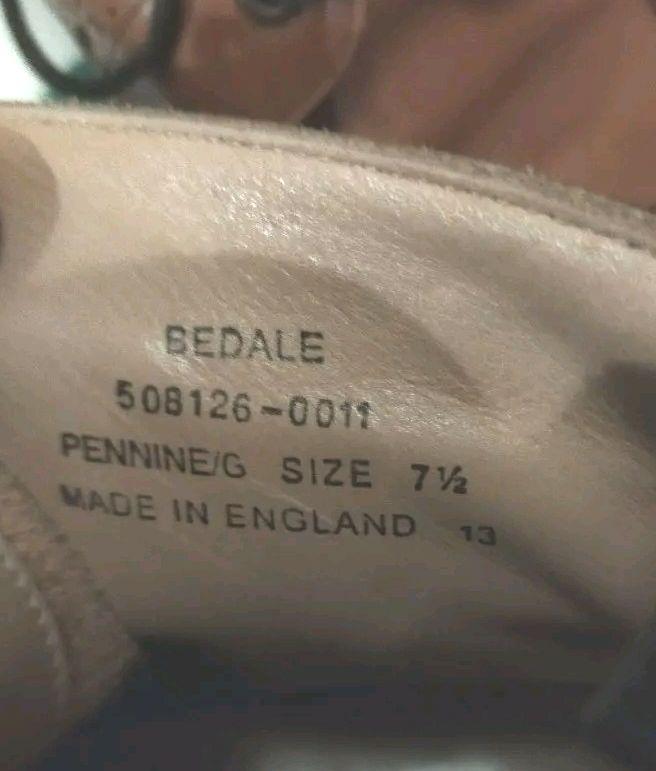 BEDALE
508126-0011
PENNINE/G SIZE 7½
MADE IN ENGLAND 13